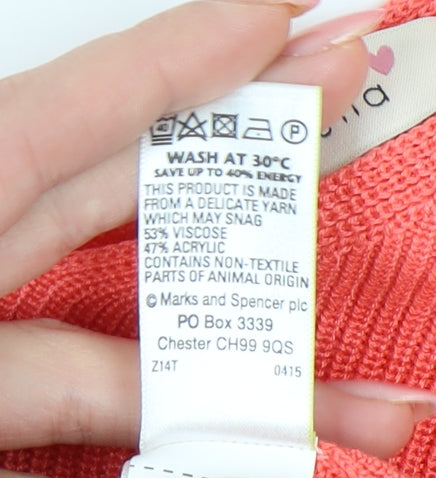 ella
P
WASH AT 30°C
SAVE UP TO 40% ENERGY
THIS PRODUCT IS MADE
FROM A DELICATE YARN
WHICH MAY SNAG
53% VISCOSE
47% ACRYLIC
CONTAINS NON-TEXTILE
PARTS OF ANIMAL ORIGIN
© Marks and Spencer plc
PO Box 3339
Chester CH99 9QS
Z14T 0415